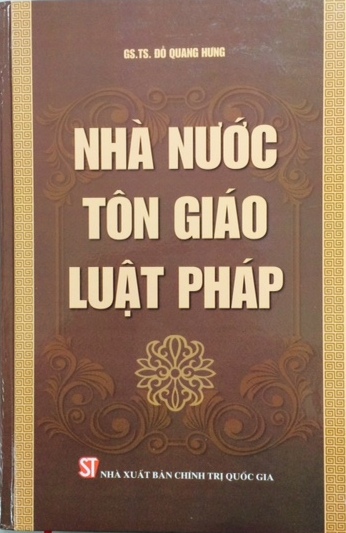 GS.TS. ĐỖ QUANG HƯNG
NHÀ NƯỚC
TÔN GIÁO
LUẬT PHÁP
ST NHÀ XUẤT BẢN CHÍNH TRỊ QUỐC GIA